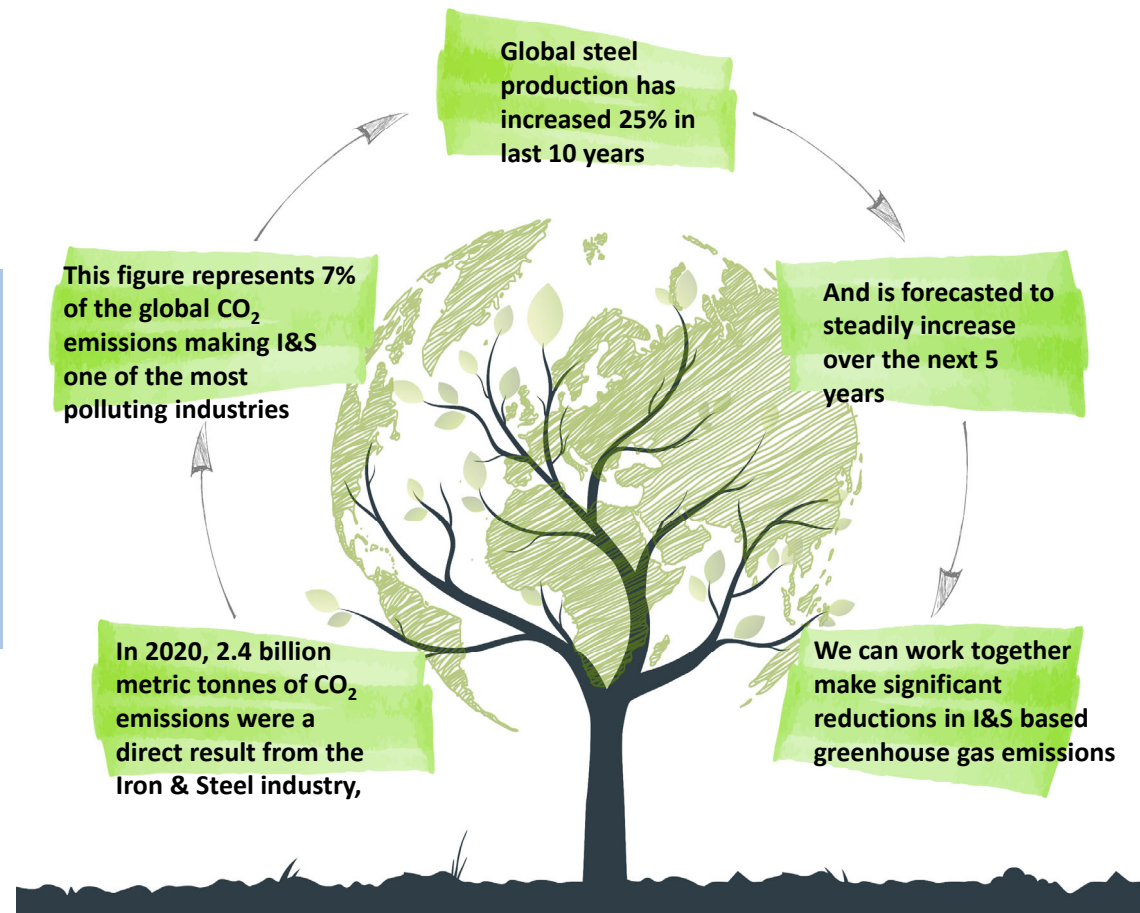 In 2020, 2.4 billion
metric tonnes of CO₂
emissions were a
direct result from the
Iron & Steel industry,
This figure represents 7%
of the global CO₂
emissions making I&S
one of the most
polluting industries
Global steel
production has
increased 25% in
last 10 years
And is forecasted to
steadily increase
over the next 5
years
We can work together
make significant
reductions in I&S based
greenhouse gas emissions